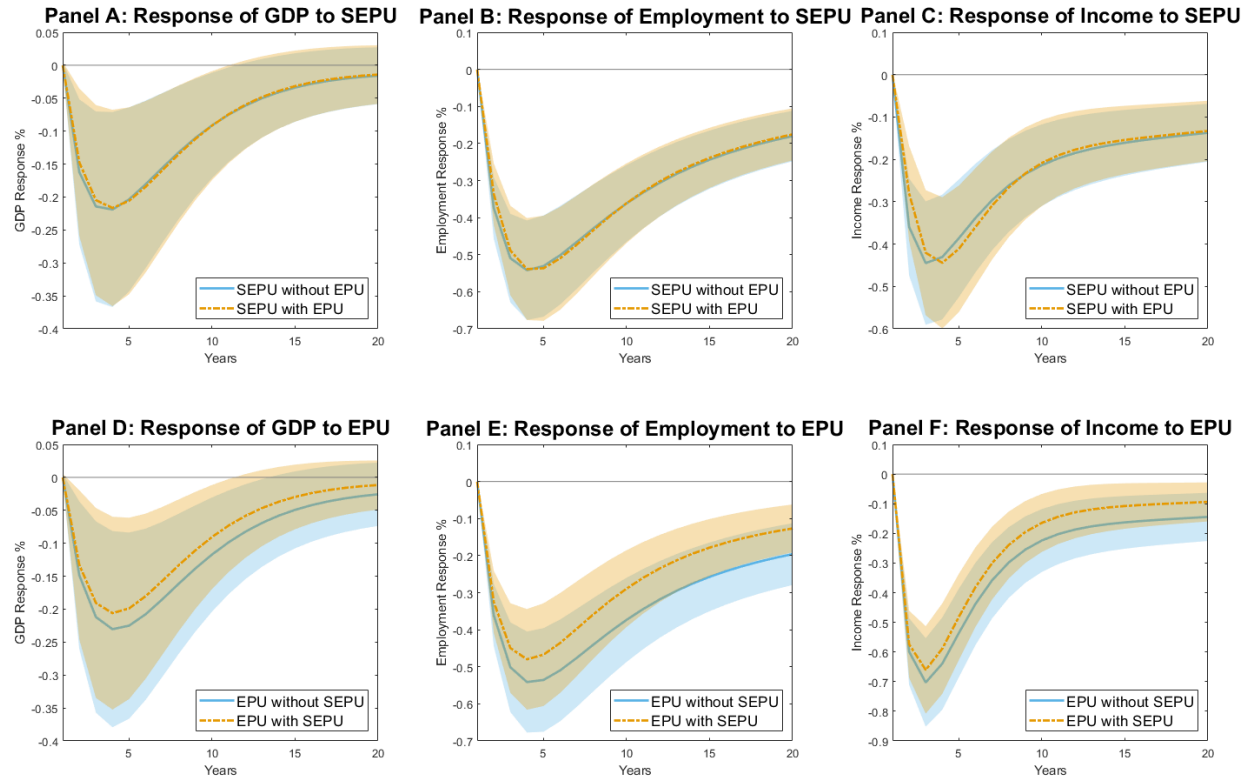 Panel A: Response of GDP to SEPU
0.05
0
-0.05
-0.1
-0.15
-0.2
-0.25
-0.3
-0.35
-0.4
GDP Response %
5
10
15
20
Years
SEPU without EPU
SEPU with EPU
Panel B: Response of Employment to SEPU
0.1
0
-0.1
-0.2
-0.3
-0.4
-0.5
-0.6
-0.7
Employment Response %
5
10
15
20
Years
SEPU without EPU
SEPU with EPU
Panel C: Response of Income to SEPU
0.1
0
-0.1
-0.2
-0.3
-0.4
-0.5
-0.6
Income Response %
5
10
15
20
Years
SEPU without EPU
SEPU with EPU
Panel D: Response of GDP to EPU
0.05
0
-0.05
-0.1
-0.15
-0.2
-0.25
-0.3
-0.35
-0.4
GDP Response %
5
10
15
20
Years
EPU without SEPU
EPU with SEPU
Panel E: Response of Employment to EPU
0.1
0
-0.1
-0.2
-0.3
-0.4
-0.5
-0.6
-0.7
Employment Response %
5
10
15
20
Years
EPU without SEPU
EPU with SEPU
Panel F: Response of Income to EPU
0.1
0
-0.1
-0.2
-0.3
-0.4
-0.5
-0.6
-0.7
-0.8
-0.9
Income Response %
5
10
15
20
Years
EPU without SEPU
EPU with SEPU